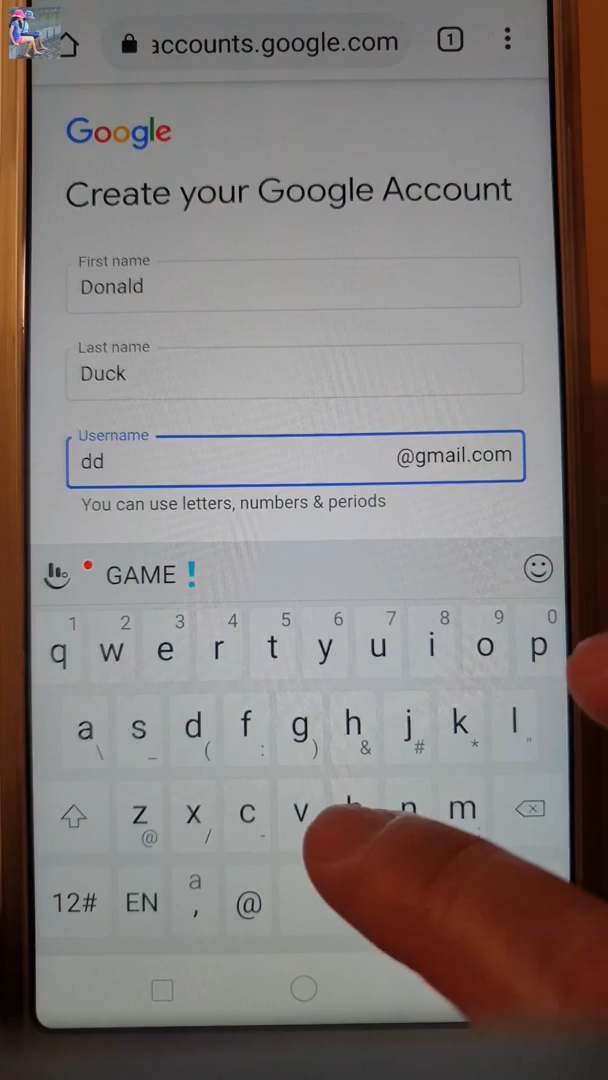 accounts.google.com 1
Google
Create your Google Account
First name
Donald
Last name
Duck
Username
dd @gmail.com
You can use letters, numbers & periods
GAME !
1 2 3 4 5 6 7 8 9 0
q w e r t y u i o p
a s d f g h j k l
\ _ ( : ) & # * "
z x c v b n m
@ / -
12# EN a , @